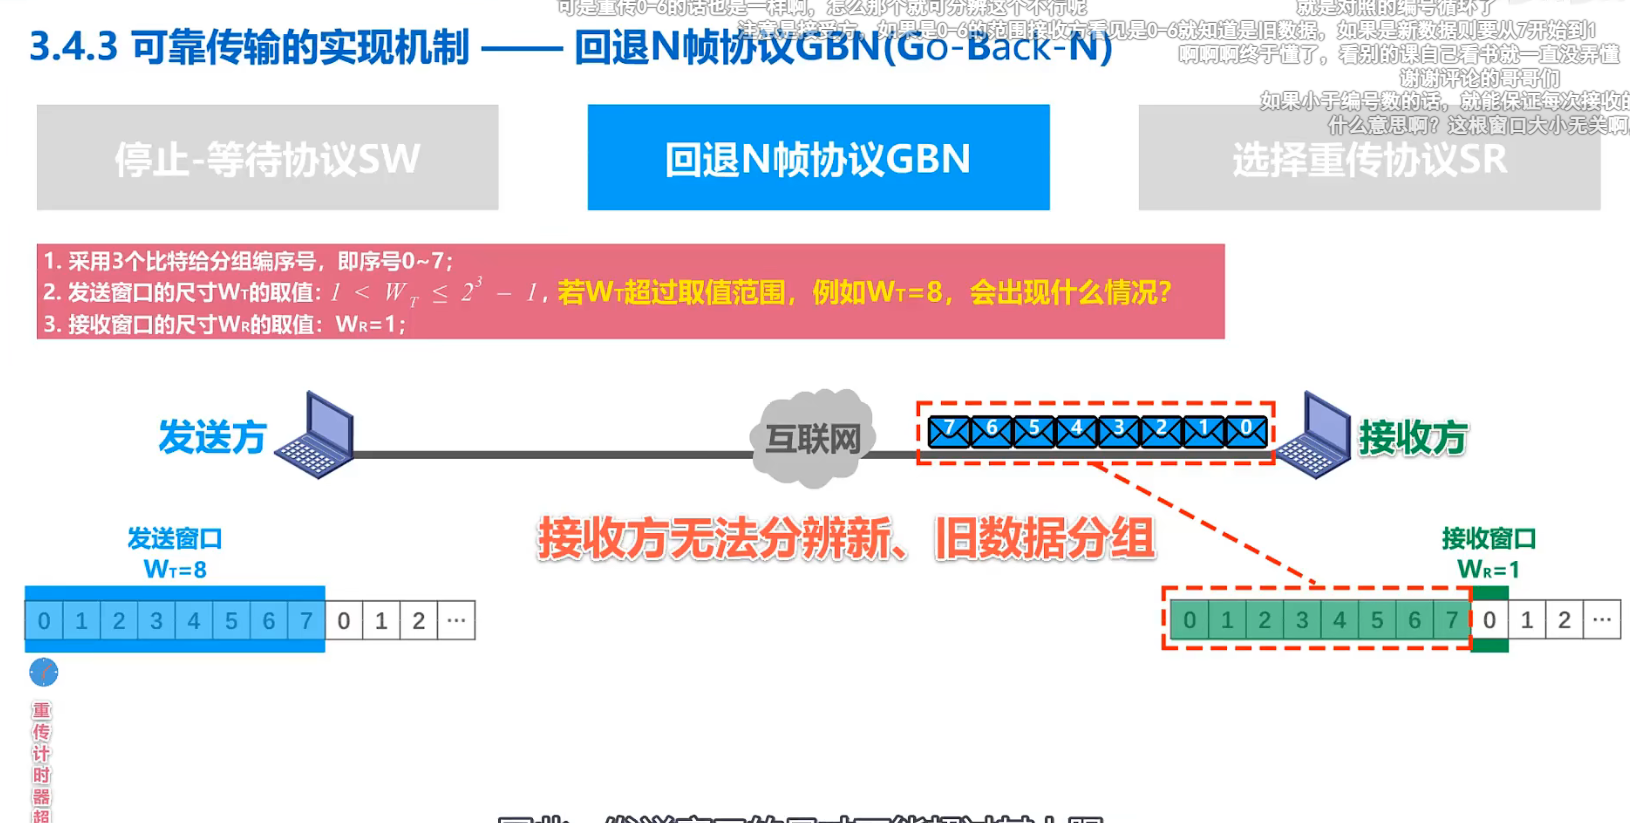 可是重传0-6的话也是一样啊，怎么那个就可分辨这个不行呢
就是对照的编号循环了
注意是接受方，如果是0-6的范围接收方看见是0-6就知道是旧数据，如果是新数据则要从7开始到1
3.4.3 可靠传输的实现机制 —— 回退N帧协议GBN(Go-Back-N)
啊啊啊终于懂了，看别的课自己看书就一直没弄懂
谢谢评论的哥哥们
如果小于编号数的话，就能保证每次接收的
什么意思啊？这根窗口大小无关啊
停止-等待协议SW
回退N帧协议GBN
选择重传协议SR
1. 采用3个比特给分组编序号，即序号0~7；
2. 发送窗口的尺寸WT的取值：1 < W_T ≤ 2³ − 1，若WT超过取值范围，例如WT=8，会出现什么情况？
3. 接收窗口的尺寸WR的取值：WR=1；
发送方
互联网
7 6 5 4 3 2 1 0
接收方
接收方无法分辨新、旧数据分组
发送窗口
WT=8
接收窗口
WR=1
0 1 2 3 4 5 6 7 0 1 2 ...
0 1 2 3 4 5 6 7 0 1 2 ...
重传计时器超